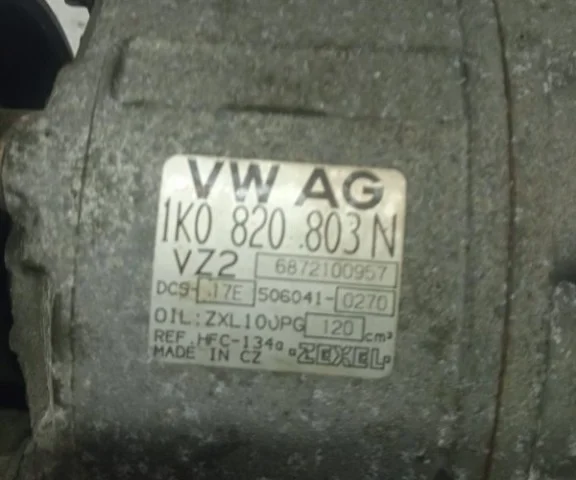 VW AG
1K0 820 803 N
VZ2 6872100957
DCS-17E 506041-0270
OIL:ZXL100PG 120 cm³
REF.HFC-134a
MADE IN CZ ZEXEL